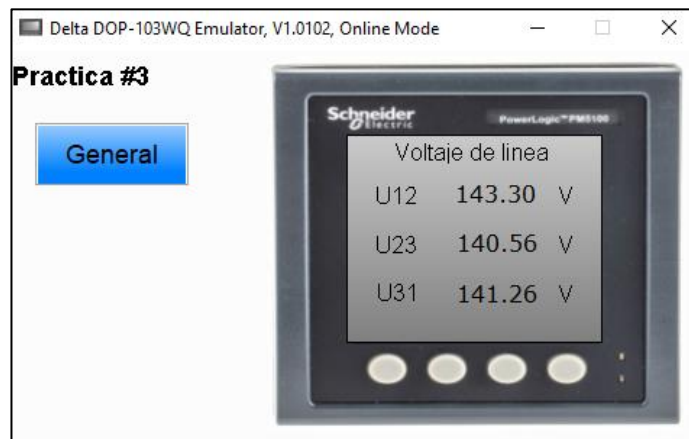 Delta DOP-103WQ Emulator, V1.0102, Online Mode
Practica #3
General
Schneider
Electric
PowerLogic™ PM5100
Voltaje de linea
U12 143.30 V
U23 140.56 V
U31 141.26 V